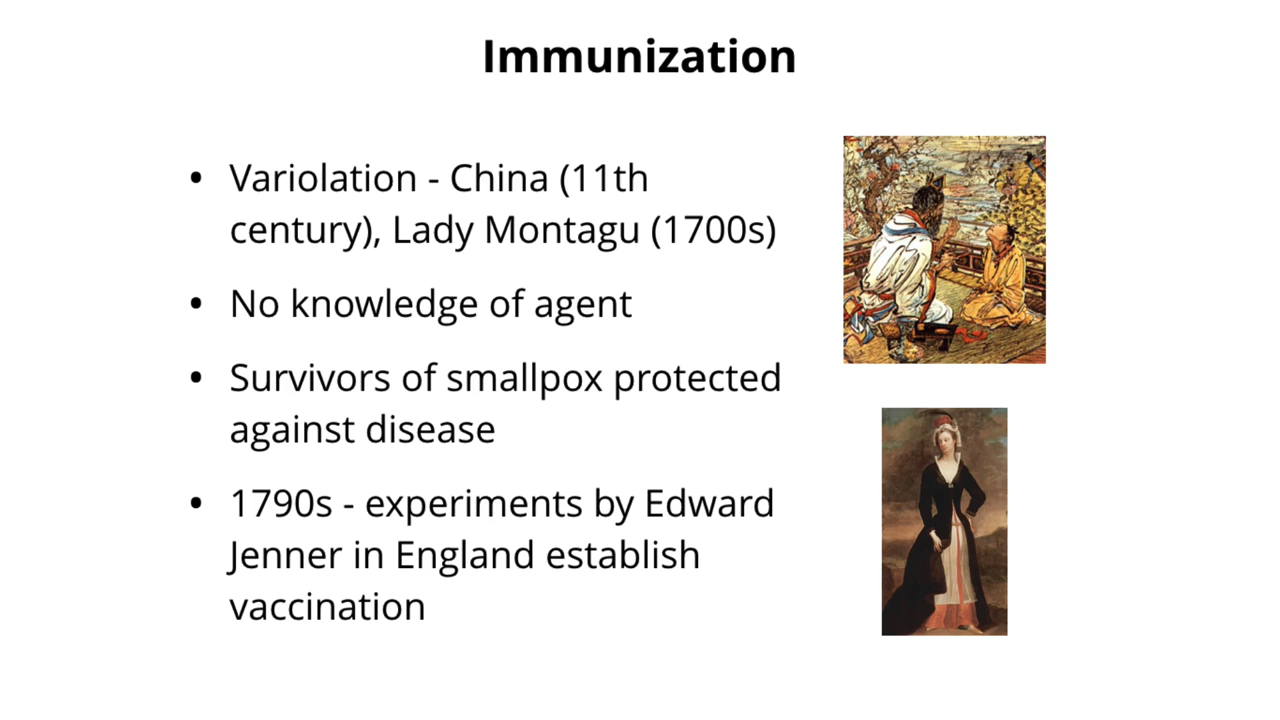 Immunization
• Variolation - China (11th
century), Lady Montagu (1700s)
• No knowledge of agent
• Survivors of smallpox protected
against disease
• 1790s - experiments by Edward
Jenner in England establish
vaccination